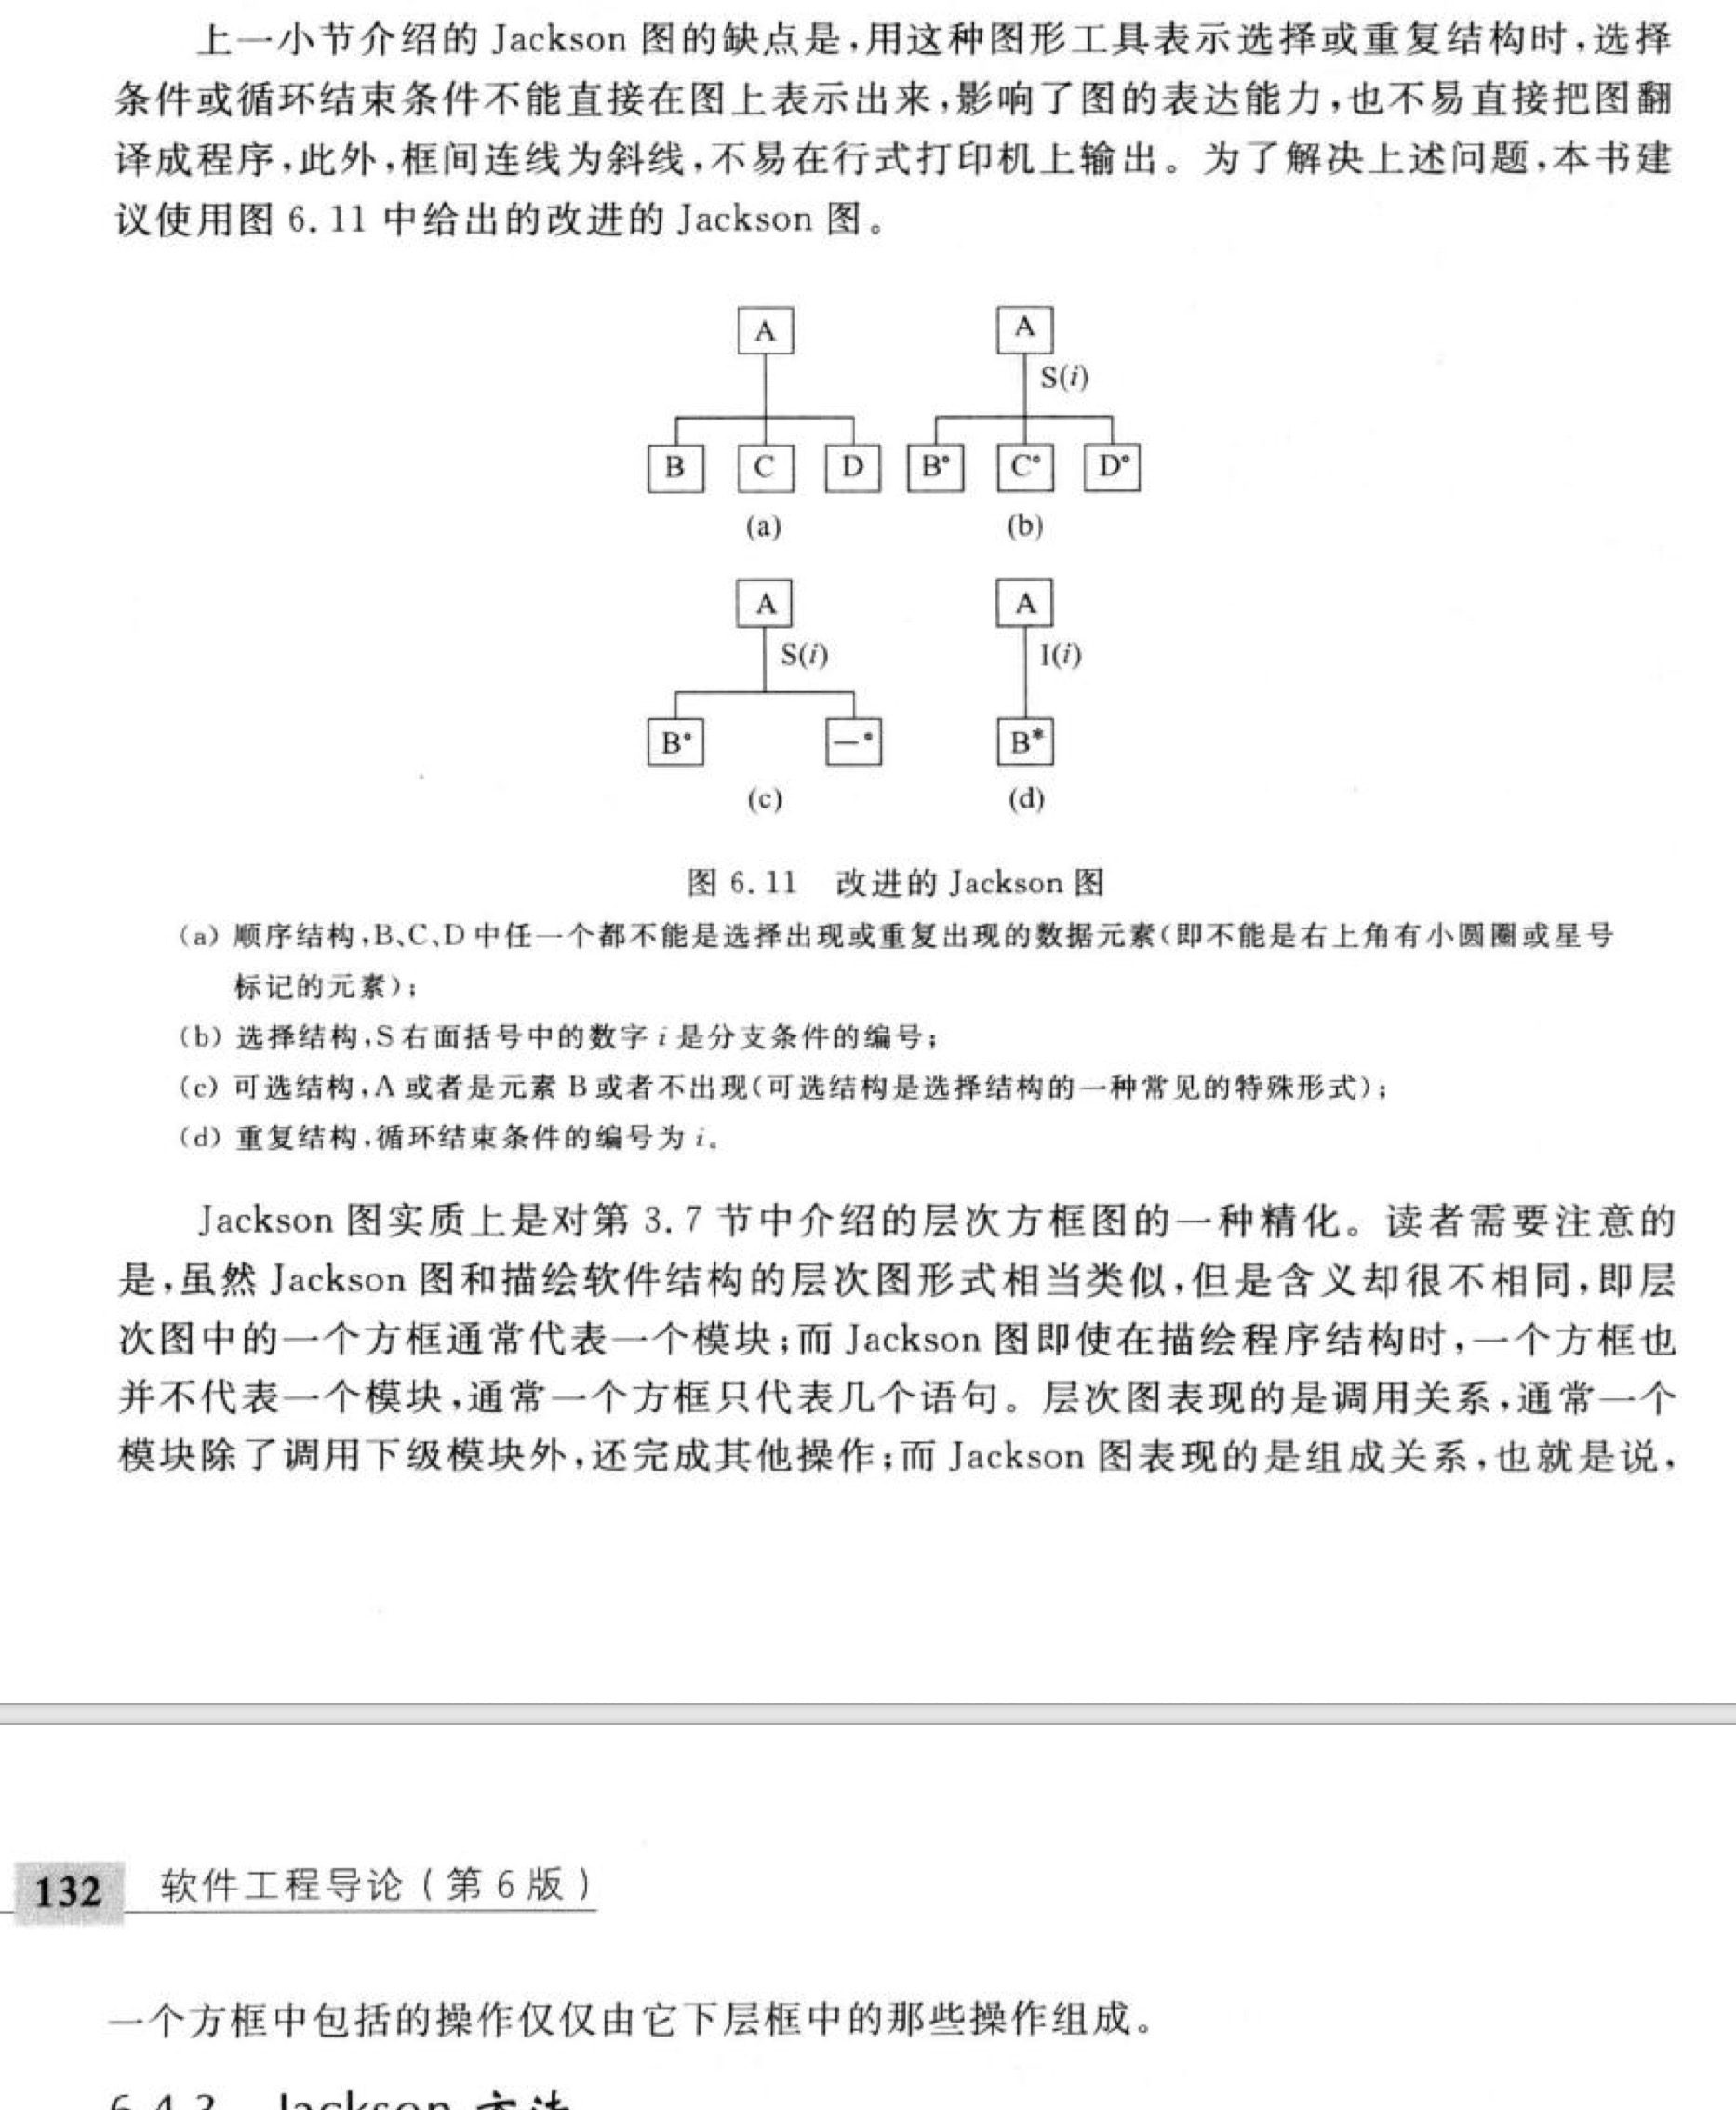 上一小节介绍的 Jackson 图的缺点是,用这种图形工具表示选择或重复结构时,选择
条件或循环结束条件不能直接在图上表示出来,影响了图的表达能力,也不易直接把图翻
译成程序,此外,框间连线为斜线,不易在行式打印机上输出。为了解决上述问题,本书建
议使用图 6.11 中给出的改进的 Jackson 图。
A
B C D
(a)
A
S(i)
B° C° D°
(b)
A
S(i)
B° —°
(c)
A
I(i)
B*
(d)
图 6.11 改进的 Jackson 图
(a) 顺序结构,B、C、D 中任一个都不能是选择出现或重复出现的数据元素(即不能是右上角有小圆圈或星号
标记的元素);
(b) 选择结构,S 右面括号中的数字 i 是分支条件的编号;
(c) 可选结构,A 或者是元素 B 或者不出现(可选结构是选择结构的一种常见的特殊形式);
(d) 重复结构,循环结束条件的编号为 i。
Jackson 图实质上是对第 3.7 节中介绍的层次方框图的一种精化。读者需要注意的
是,虽然 Jackson 图和描绘软件结构的层次图形式相当类似,但是含义却很不相同,即层
次图中的一个方框通常代表一个模块;而 Jackson 图即使在描绘程序结构时,一个方框也
并不代表一个模块,通常一个方框只代表几个语句。层次图表现的是调用关系,通常一个
模块除了调用下级模块外,还完成其他操作;而 Jackson 图表现的是组成关系,也就是说,
132 软件工程导论(第 6 版)
一个方框中包括的操作仅仅由它下层框中的那些操作组成。
6.4.3 Jackson 方法